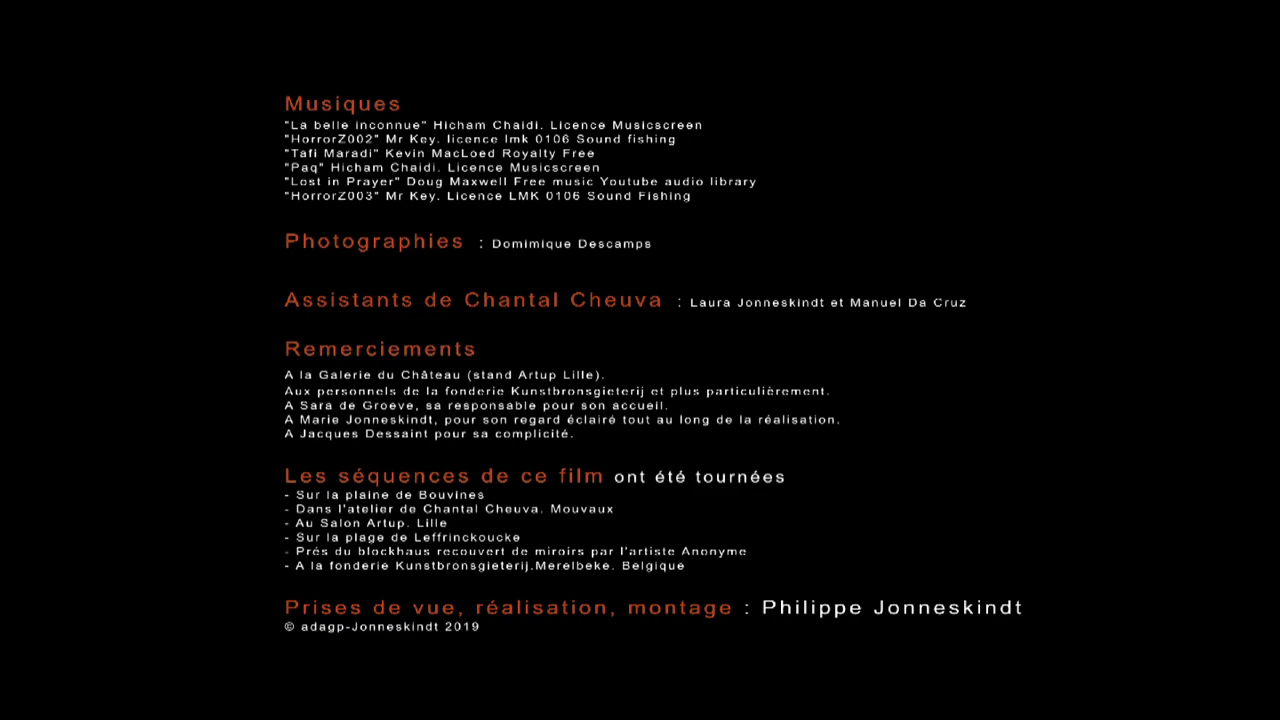 Musiques
"La belle inconnue" Hicham Chaidi. Licence Musicscreen
"HorrorZ002" Mr Key. licence lmk 0106 Sound fishing
"Tafi Maradi" Kevin MacLoed Royalty Free
"Paq" Hicham Chaidi. Licence Musicscreen
"Lost in Prayer" Doug Maxwell Free music Youtube audio library
"HorrorZ003" Mr Key. Licence LMK 0106 Sound Fishing
Photographies : Domimique Descamps
Assistants de Chantal Cheuva : Laura Jonneskindt et Manuel Da Cruz
Remerciements
A la Galerie du Château (stand Artup Lille).
Aux personnels de la fonderie Kunstbronsgieterij et plus particulièrement.
A Sara de Groeve, sa responsable pour son accueil.
A Marie Jonneskindt, pour son regard éclairé tout au long de la réalisation.
A Jacques Dessaint pour sa complicité.
Les séquences de ce film ont été tournées
- Sur la plaine de Bouvines
- Dans l'atelier de Chantal Cheuva. Mouvaux
- Au Salon Artup. Lille
- Sur la plage de Leffrinckoucke
- Prés du blockhaus recouvert de miroirs par l'artiste Anonyme
- A la fonderie Kunstbronsgieterij.Merelbeke. Belgique
Prises de vue, réalisation, montage : Philippe Jonneskindt
© adagp-Jonneskindt 2019